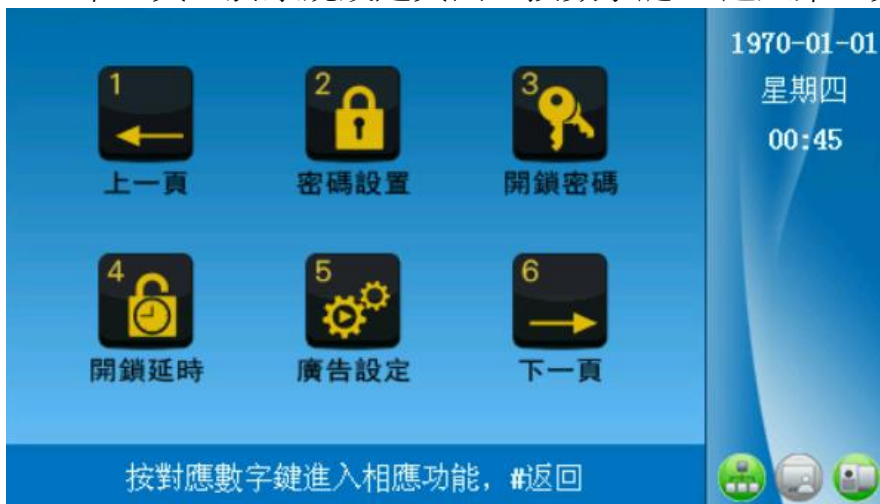 1970-01-01
星期四
00:45
1
2
3
上一頁
密碼設置
開鎖密碼
4
5
6
開鎖延時
廣告設定
下一頁
按對應數字鍵進入相應功能，#返回